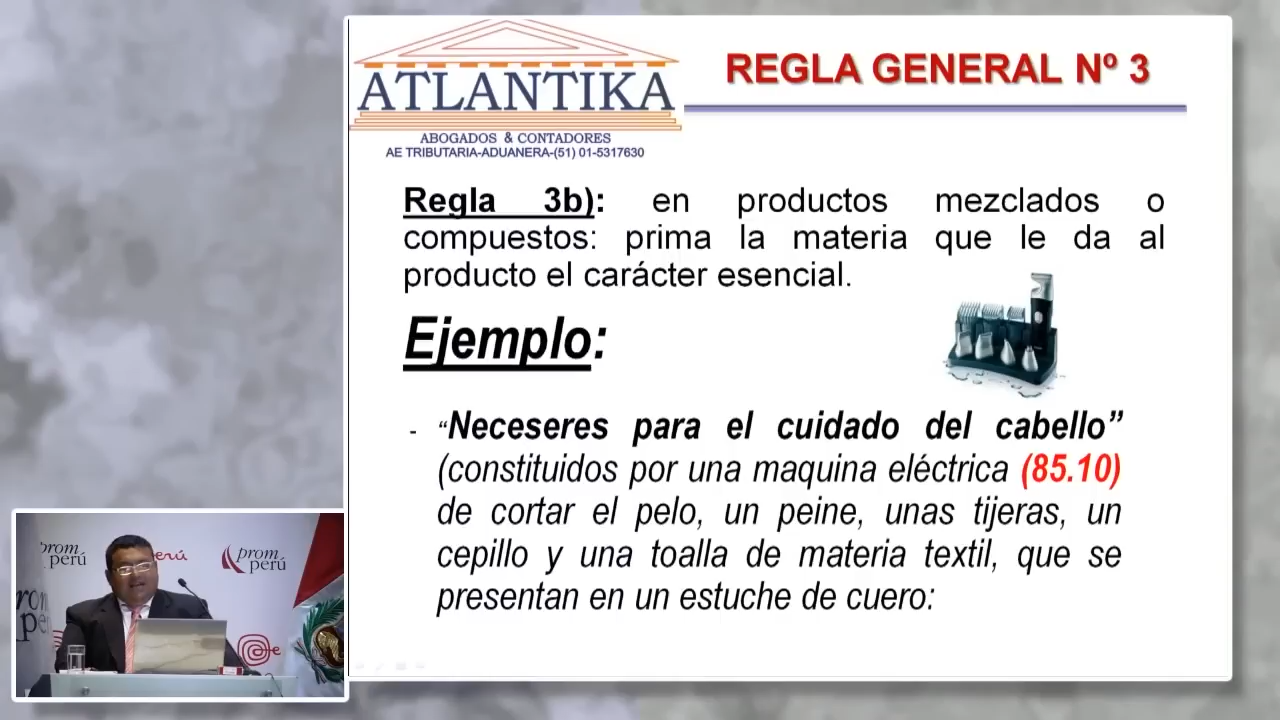 ATLANTIKA
ABOGADOS & CONTADORES
AE TRIBUTARIA-ADUANERA-(51) 01-5317630
REGLA GENERAL Nº 3
Regla 3b): en productos mezclados o
compuestos: prima la materia que le da al
producto el carácter esencial.
Ejemplo:
- “Neceseres para el cuidado del cabello”
(constituidos por una maquina eléctrica (85.10)
de cortar el pelo, un peine, unas tijeras, un
cepillo y una toalla de materia textil, que se
presentan en un estuche de cuero:
prom
perú